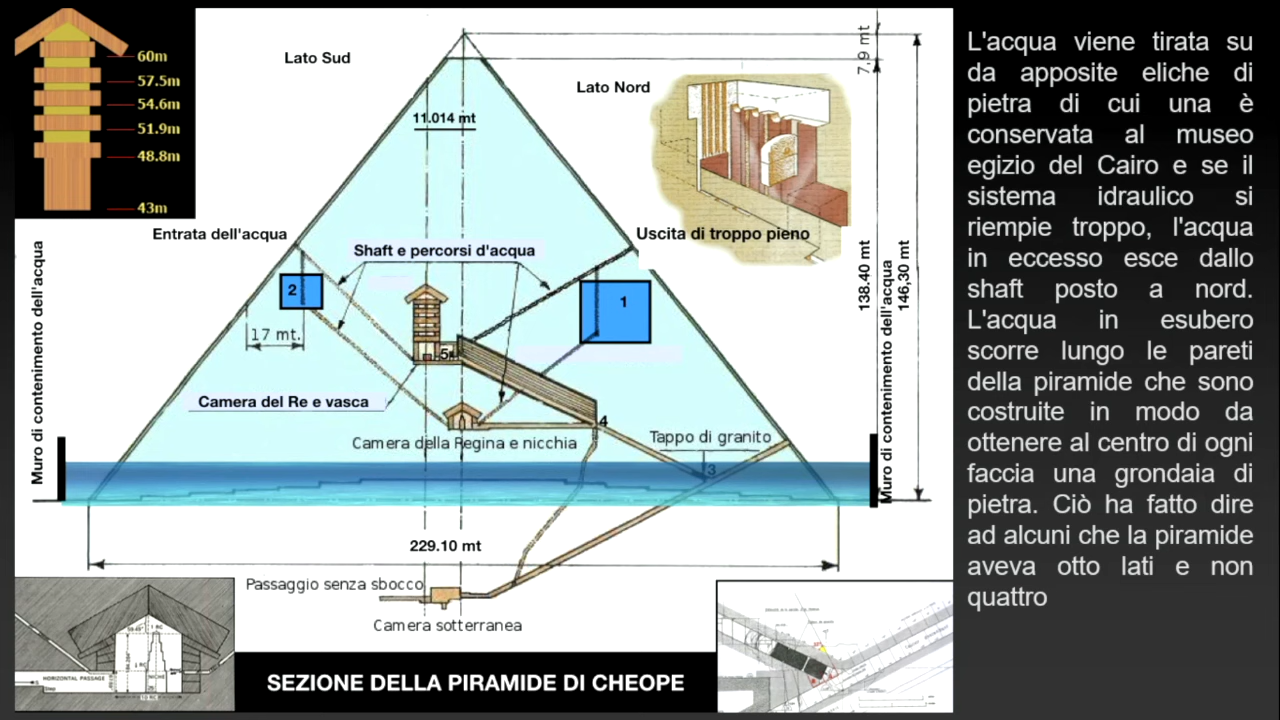 60m
57.5m
54.6m
51.9m
48.8m
43m
Lato Sud
Lato Nord
7,9 mt
11.014 mt
Entrata dell'acqua
Uscita di troppo pieno
Shaft e percorsi d'acqua
2
1
17 mt.
5
Camera del Re e vasca
4
Camera della Regina e nicchia
Tappo di granito
3
Muro di contenimento dell'acqua
138.40 mt
Muro di contenimento dell'acqua
146,30 mt
229.10 mt
Passaggio senza sbocco
Camera sotterranea
HORIZONTAL PASSAGE
Step
NICHE
1 RC
SEZIONE DELLA PIRAMIDE DI CHEOPE
L'acqua viene tirata su
da apposite eliche di
pietra di cui una è
conservata al museo
egizio del Cairo e se il
sistema idraulico si
riempie troppo, l'acqua
in eccesso esce dallo
shaft posto a nord.
L'acqua in esubero
scorre lungo le pareti
della piramide che sono
costruite in modo da
ottenere al centro di ogni
faccia una grondaia di
pietra. Ciò ha fatto dire
ad alcuni che la piramide
aveva otto lati e non
quattro